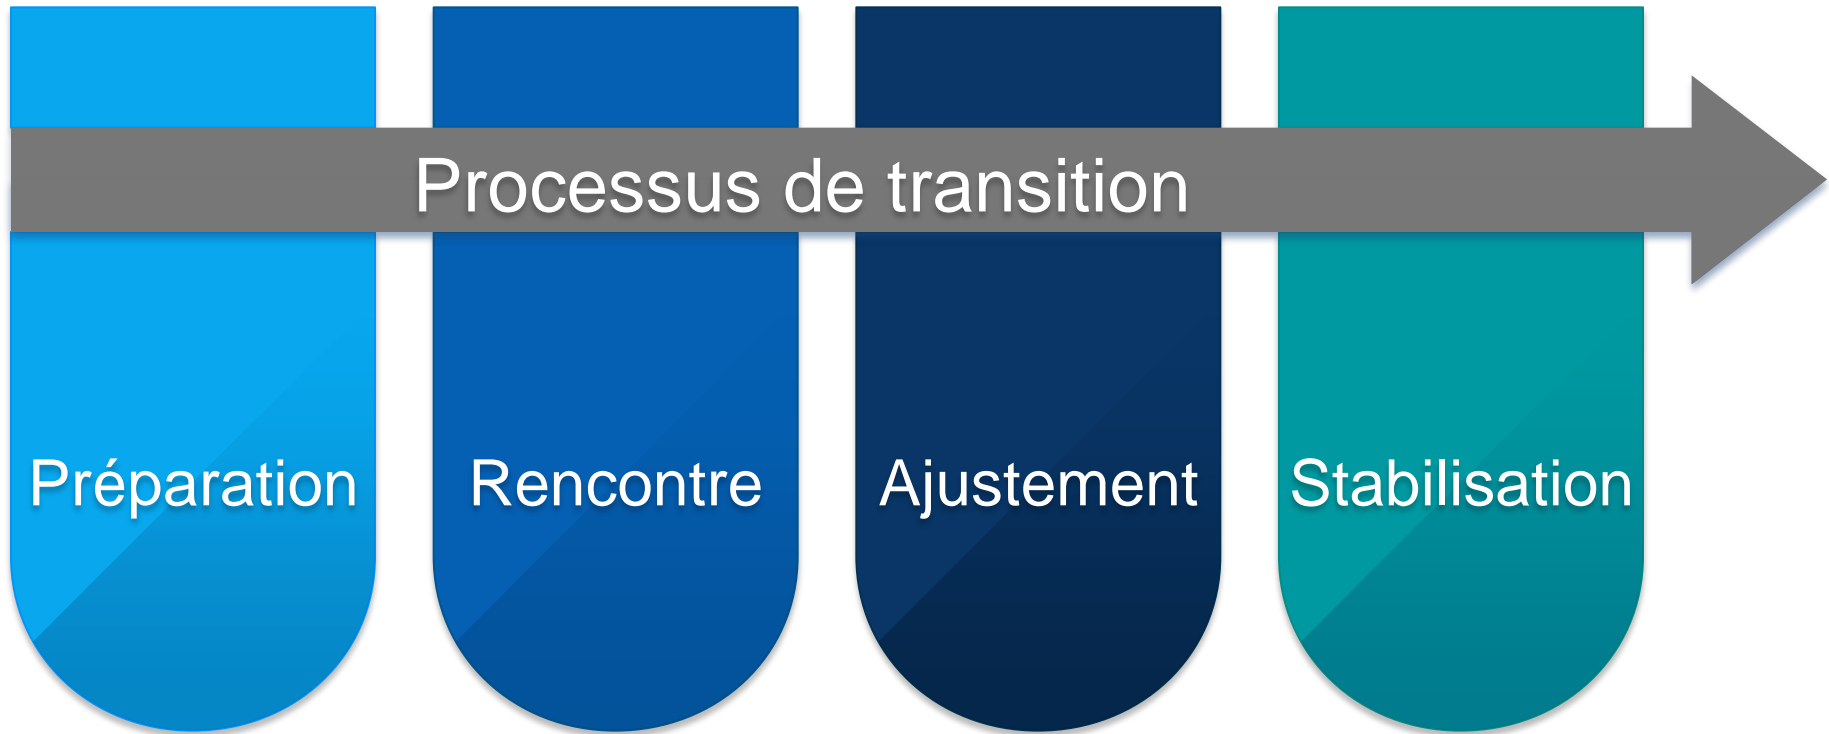 Processus de transition
Préparation
Rencontre
Ajustement
Stabilisation